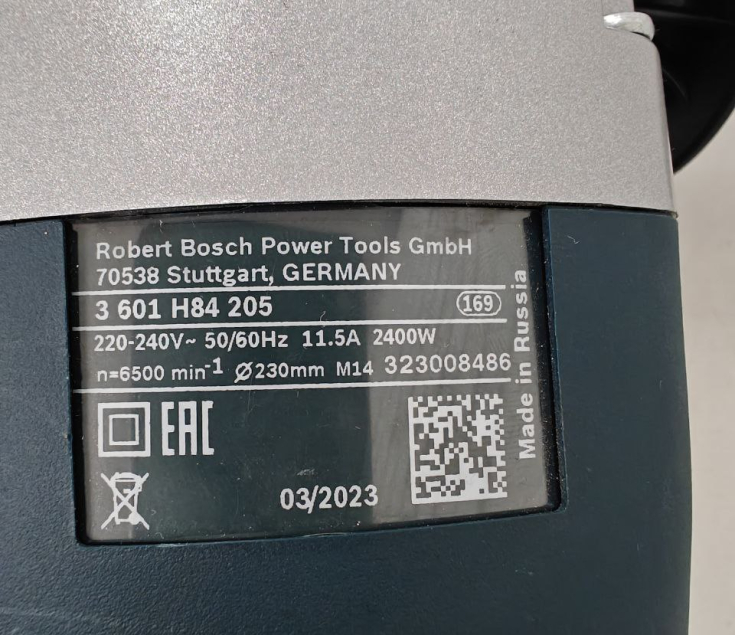 Robert Bosch Power Tools GmbH
70538 Stuttgart, GERMANY
3 601 H84 205 169
220-240V~ 50/60Hz 11.5A 2400W
n=6500 min-1 Ø230mm M14 323008486
EAC
03/2023
Made in Russia